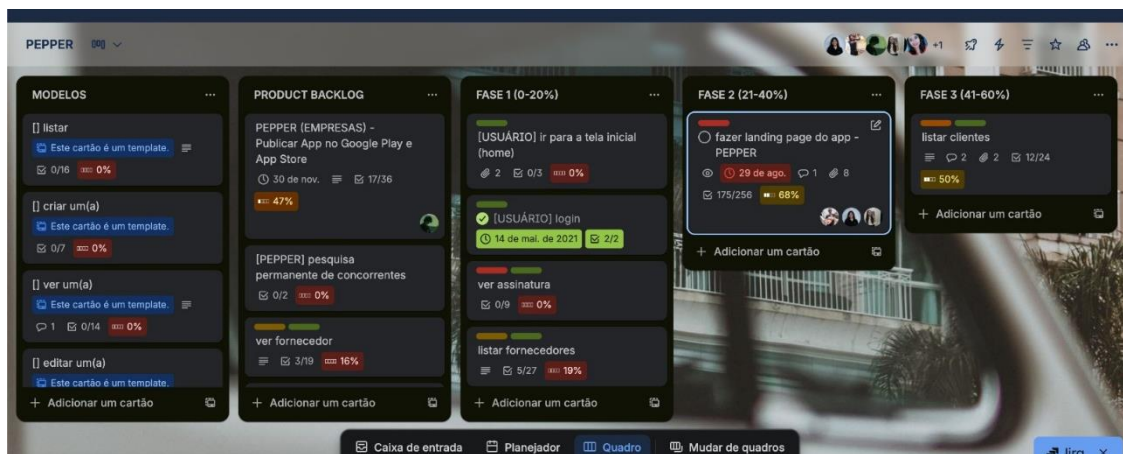 PEPPER
+1
MODELOS
[] listar
Este cartão é um template.
0/16 0%
[] criar um(a)
Este cartão é um template.
0/7 0%
[] ver um(a)
Este cartão é um template.
1 0/14 0%
[] editar um(a)
Este cartão é um template.
+ Adicionar um cartão
PRODUCT BACKLOG
PEPPER (EMPRESAS) -
Publicar App no Google Play e
App Store
30 de nov. 17/36
47%
[PEPPER] pesquisa
permanente de concorrentes
0/2 0%
ver fornecedor
3/19 16%
+ Adicionar um cartão
FASE 1 (0-20%)
[USUÁRIO] ir para a tela inicial
(home)
2 0/3 0%
[USUÁRIO] login
14 de mai. de 2021 2/2
ver assinatura
0/9 0%
listar fornecedores
5/27 19%
+ Adicionar um cartão
FASE 2 (21-40%)
fazer landing page do app -
PEPPER
29 de ago. 1 8
175/256 68%
+ Adicionar um cartão
FASE 3 (41-60%)
listar clientes
2 2 12/24
50%
+ Adicionar um cartão
Caixa de entrada Planejador Quadro Mudar de quadros
Jira